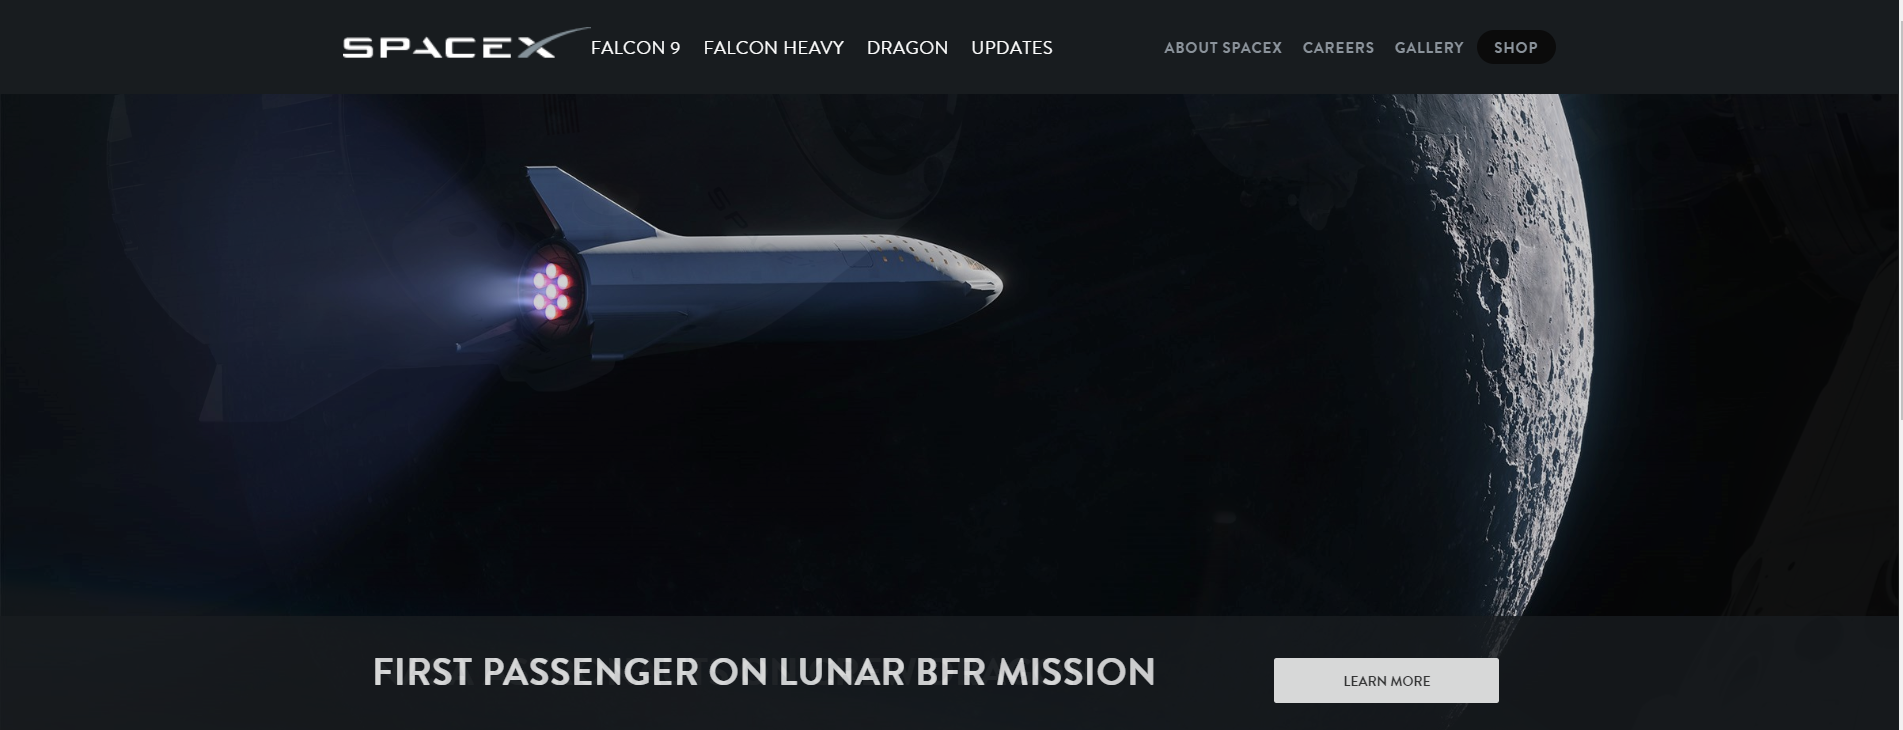 SPACEX FALCON 9 FALCON HEAVY DRAGON UPDATES ABOUT SPACEX CAREERS GALLERY SHOP
FIRST PASSENGER ON LUNAR BFR MISSION LEARN MORE